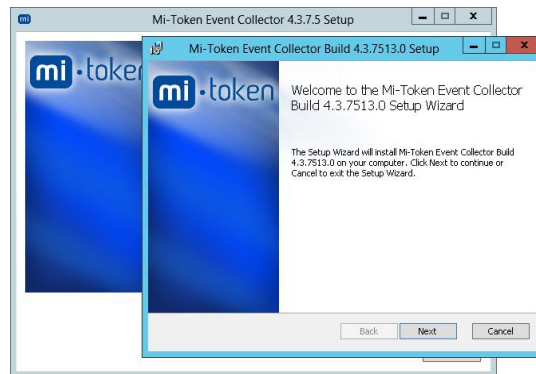 Mi-Token Event Collector 4.3.7.5 Setup
mi•token
Mi-Token Event Collector Build 4.3.7513.0 Setup
mi•token
Welcome to the Mi-Token Event Collector
Build 4.3.7513.0 Setup Wizard
The Setup Wizard will install Mi-Token Event Collector Build
4.3.7513.0 on your computer. Click Next to continue or
Cancel to exit the Setup Wizard.
Back
Next
Cancel